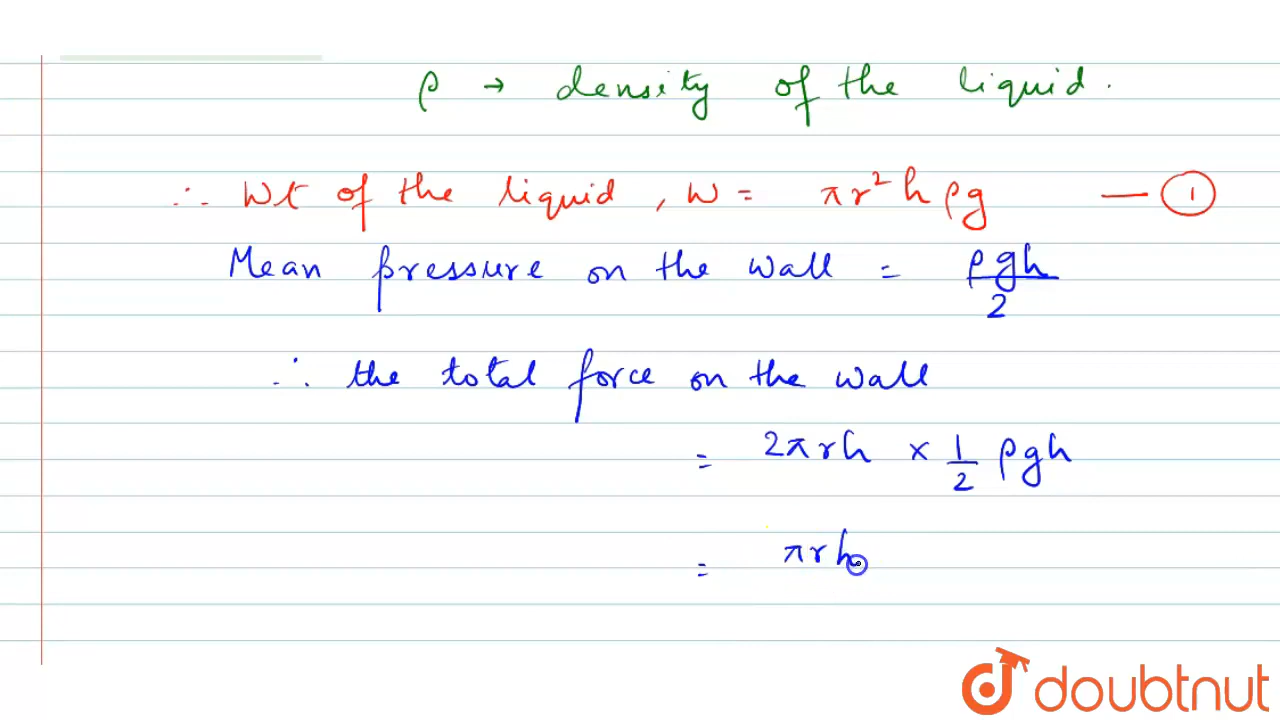 ρ → density of the liquid.
∴ Wt of the liquid, W = πr²hρg — ①
Mean pressure on the wall = ρgh/2
∴ the total force on the wall
= 2πrh × 1/2 ρgh
= πrh
doubtnut